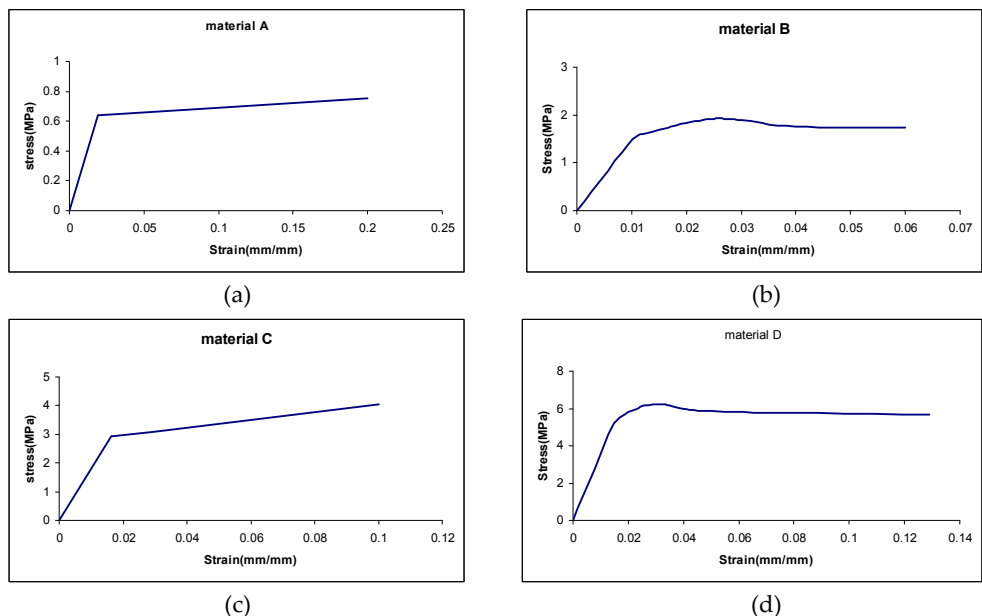 material A
stress(MPa)
1
0.8
0.6
0.4
0.2
0
0 0.05 0.1 0.15 0.2 0.25
Strain(mm/mm)
(a)
material B
Stress(MPa)
3
2
1
0
0 0.01 0.02 0.03 0.04 0.05 0.06 0.07
Strain(mm/mm)
(b)
material C
stress(MPa)
5
4
3
2
1
0
0 0.02 0.04 0.06 0.08 0.1 0.12
Strain(mm/mm)
(c)
material D
Stress(MPa)
8
6
4
2
0
0 0.02 0.04 0.06 0.08 0.1 0.12 0.14
Strain(mm/mm)
(d)